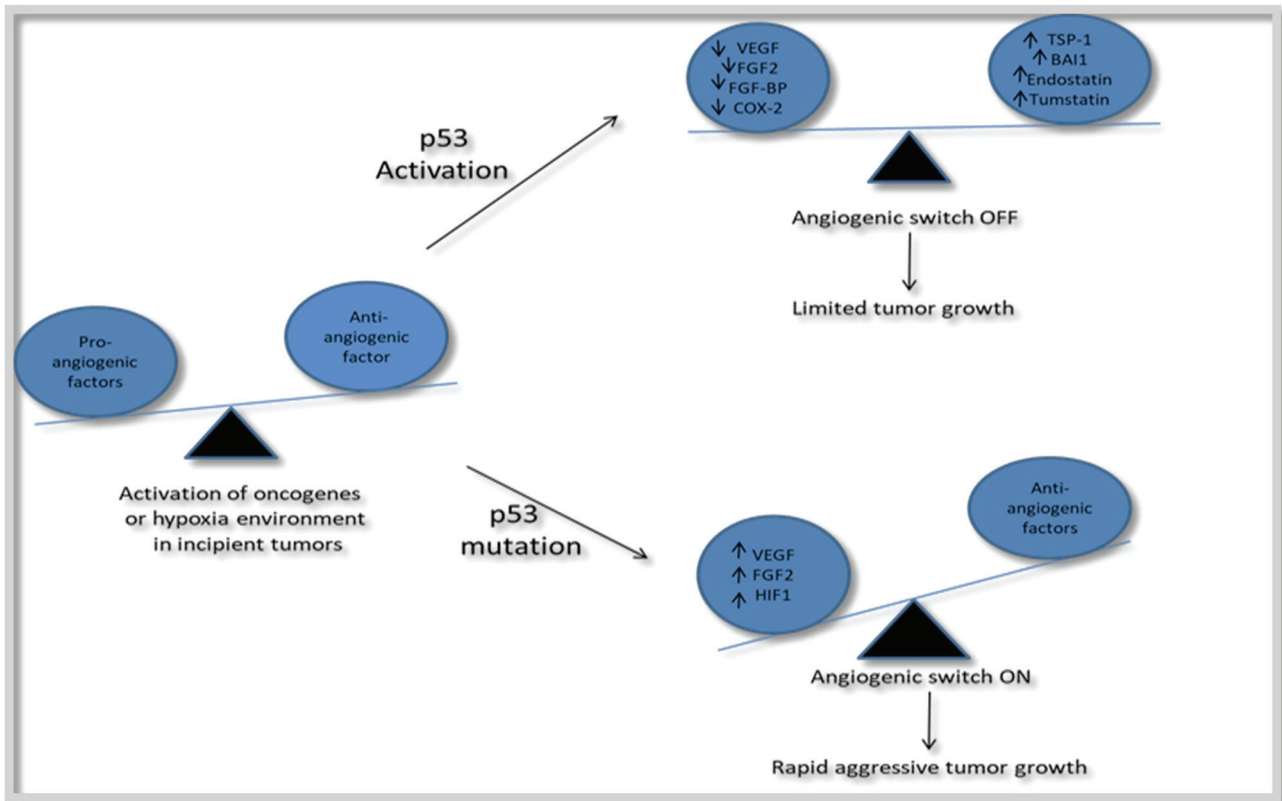 ↓ VEGF
↓FGF2
↓FGF-BP
↓ COX-2
↑ TSP-1
↑BAI1
↑Endostatin
↑Tumstatin
p53
Activation
Angiogenic switch OFF
Limited tumor growth
Pro-
angiogenic
factors
Anti-
angiogenic
factor
Activation of oncogenes
or hypoxia environment
in incipient tumors
p53
mutation
↑ VEGF
↑ FGF2
↑ HIF1
Anti-
angiogenic
factors
Angiogenic switch ON
Rapid aggressive tumor growth